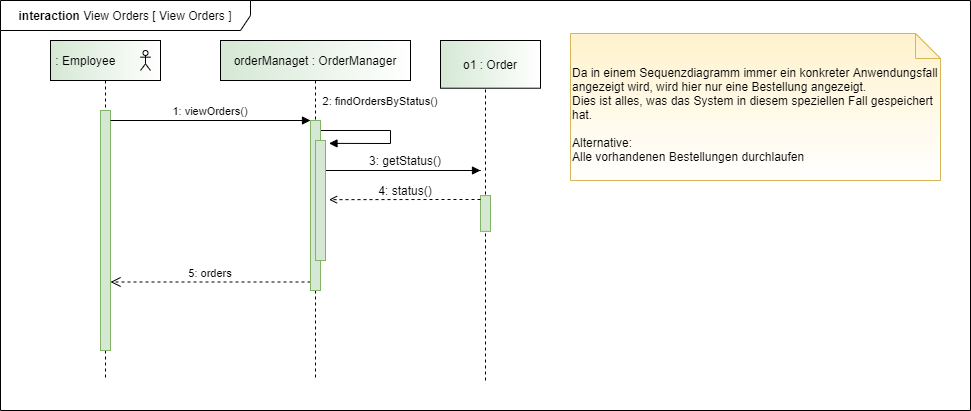 interaction View Orders [ View Orders ]
: Employee
orderManaget : OrderManager
o1 : Order
1: viewOrders()
2: findOrdersByStatus()
3: getStatus()
4: status()
5: orders
Da in einem Sequenzdiagramm immer ein konkreter Anwendungsfall
angezeigt wird, wird hier nur eine Bestellung angezeigt.
Dies ist alles, was das System in diesem speziellen Fall gespeichert
hat.
Alternative:
Alle vorhandenen Bestellungen durchlaufen